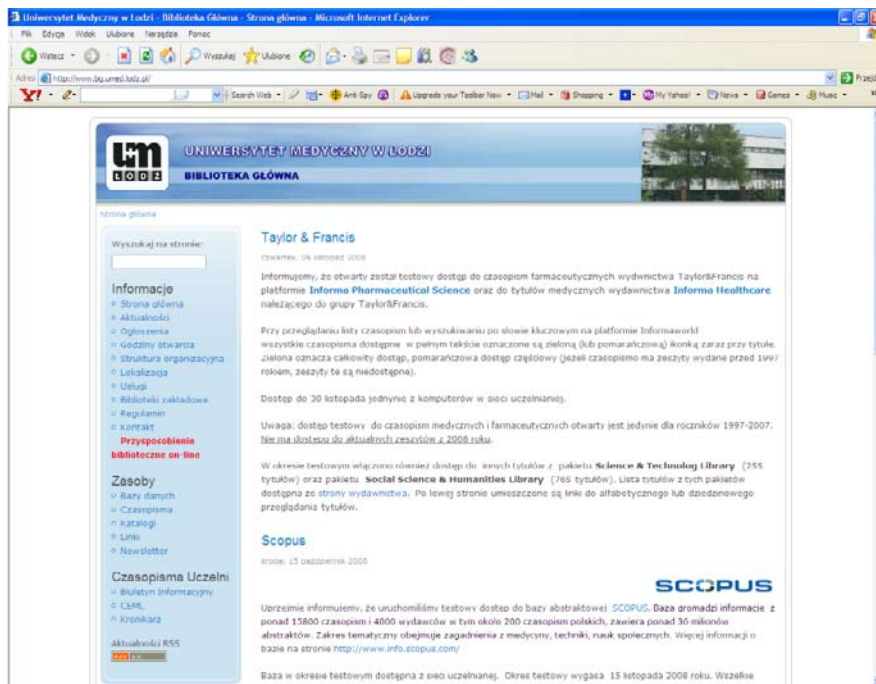 Uniwersytet Medyczny w Łodzi - Biblioteka Główna - Strona główna - Microsoft Internet Explorer
Plik Edycja Widok Ulubione Narzędzia Pomoc
Wstecz Wyszukaj Ulubione
Adres http://www.bg.umed.lodz.pl/ Przejdź
Y! Search Web Anti-Spy Upgrade your Toolbar Now Mail Shopping My Yahoo! News Games Music
UNIWERSYTET MEDYCZNY W ŁODZI
BIBLIOTEKA GŁÓWNA
ŁÓDŹ
Strona główna
Wyszukaj na stronie:
Informacje
Strona główna
Aktualności
Ogłoszenia
Godziny otwarcia
Struktura organizacyjna
Lokalizacja
Usługi
Biblioteki zakładowe
Regulamin
Kontakt
Przysposobienie
biblioteczne on-line
Zasoby
Bazy danych
Czasopisma
Katalogi
Linki
Newsletter
Czasopisma Uczelni
Biuletyn Informacyjny
CEML
Kronikarz
Aktualności RSS
Taylor & Francis
czwartek, 06 listopad 2008
Informujemy, że otwarty został testowy dostęp do czasopism farmaceutycznych wydwnictwa Taylor&Francis na
platformie Informa Pharmaceutical Science oraz do tytułów medycznych wydawnictwa Informa Healthcare
należącego do grupy Taylor&Francis.
Przy przeglądaniu listy czasopism lub wyszukiwaniu po słowie kluczowym na platformie Informaworld
wszystkie czasopisma dostępne w pełnym tekście oznaczone są zieloną (lub pomarańczową) ikonką zaraz przy tytule.
Zielona oznacza całkowity dostęp, pomarańczowa dostęp częściowy (jeżeli czasopismo ma zeszyty wydane przed 1997
rokiem, zeszyty te są niedostępne).
Dostęp do 30 listopada jedynie z komputerów w sieci uczelnianej.
Uwaga: dostęp testowy do czasopism medycznych i farmaceutycznych otwarty jest jedynie dla roczników 1997-2007.
Nie ma dostępu do aktualnych zeszytów z 2008 roku.
W okresie testowym włączono również dostęp do innych tytułów z pakietu Science & Technolog Library (255
tytułów) oraz pakietu Social Science & Humanities Library (765 tytułów). Lista tytułów z tych pakietów
dostępna ze strony wydawnictwa. Po lewej stronie umieszczone są linki do alfabetycznego lub dziedzinowego
przeglądania tytułów.
Scopus
środa, 15 październik 2008
SCOPUS
Uprzejmie informujemy, że uruchomiliśmy testowy dostęp do bazy abstraktowej SCOPUS. Baza gromadzi informacje z
ponad 15800 czasopism i 4000 wydawców w tym około 200 czasopism polskich, zawiera ponad 36 milionów
abstraktów. Zakres tematyczny obejmuje zagadnienia z medycyny, techniki, nauk społecznych. Więcej informacji o
bazie na stronie http://www.info.scopus.com/
Baza w okresie testowym dostępna z sieci uczelnianej. Okres testowy wygasa 15 listopada 2008 roku. Wszelkie